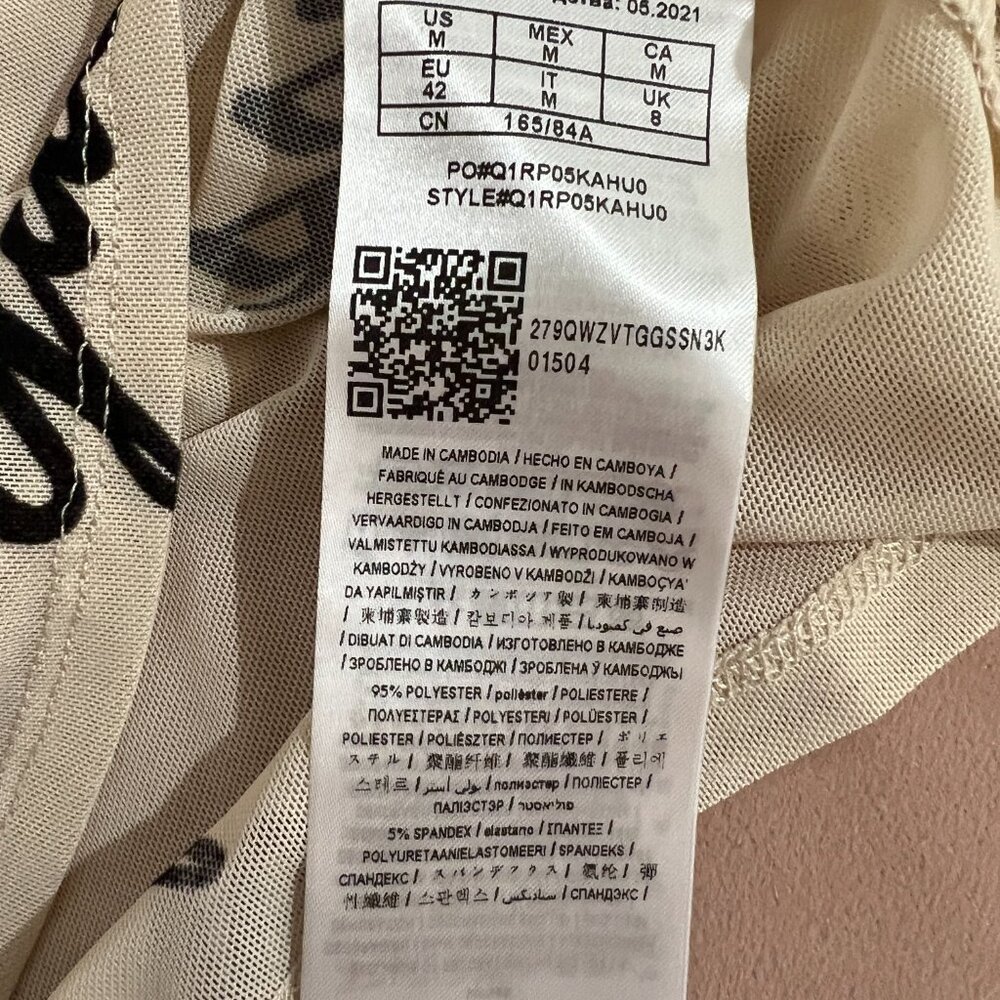 05.2021
US M MEX M CA M
EU 42 IT M UK 8
CN 165/84A
PO#Q1RP05KAHU0
STYLE#Q1RP05KAHU0
279QWZVTGGSSN3K
01504
MADE IN CAMBODIA / HECHO EN CAMBOYA /
FABRIQUÉ AU CAMBODGE / IN KAMBODSCHA
HERGESTELLT / CONFEZIONATO IN CAMBOGIA /
VERVAARDIGD IN CAMBODJA / FEITO EM CAMBOJA /
VALMISTETTU KAMBODIASSA / WYPRODUKOWANO W
KAMBODŻY / VYROBENO V KAMBODŽI / KAMBOÇYA'
DA YAPILMIŞTIR / カンボジア製 / 柬埔寨制造
/ 柬埔寨製造 / 캄보디아 제품 / صنع في كمبوديا
/ DIBUAT DI CAMBODIA / ИЗГОТОВЛЕНО В КАМБОДЖЕ
/ ЗРОБЛЕНО В КАМБОДЖІ / ЗРОБЛЕНА Ў КАМБОДЖЫ
95% POLYESTER / poliéster / POLIESTERE /
ΠΟΛΥΕΣΤΕΡΑΣ / POLYESTERI / POLÜESTER /
POLIESTER / POLIÉSZTER / ПОЛИЕСТЕР / ポリエ
ステル / 聚酯纤维 / 聚酯纖維 / 폴리에
스테르 / بولي أستر / полиэстер / ПОЛІЕСТЕР /
ПАЛІЭСТЭР / פוליאסטר
5% SPANDEX / elastano / ΣΠΑΝΤΕΞ /
POLYURETAANIELASTOMEERI / SPANDEKS /
СПАНДЕКС / スパンデックス / 氨纶 / 彈
性纖維 / 스판덱스 / سباندكس / СПАНДЭКС /